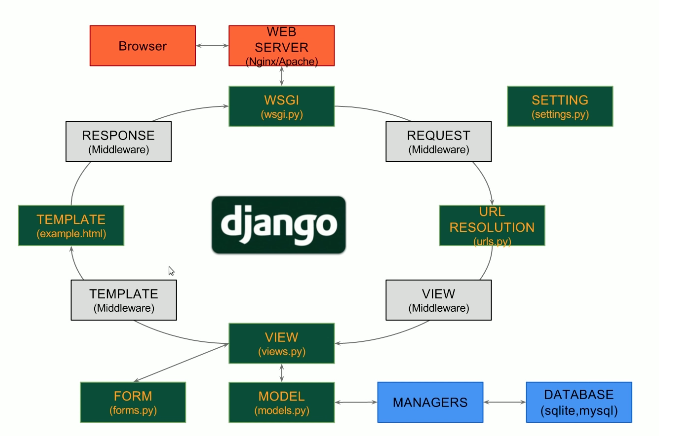 Browser
WEB
SERVER
(Nginx/Apache)
WSGI
(wsgi.py)
SETTING
(settings.py)
RESPONSE
(Middleware)
REQUEST
(Middleware)
TEMPLATE
(example.html)
django
URL
RESOLUTION
(urls.py)
TEMPLATE
(Middleware)
VIEW
(Middleware)
VIEW
(views.py)
FORM
(forms.py)
MODEL
(models.py)
MANAGERS
DATABASE
(sqlite,mysql)